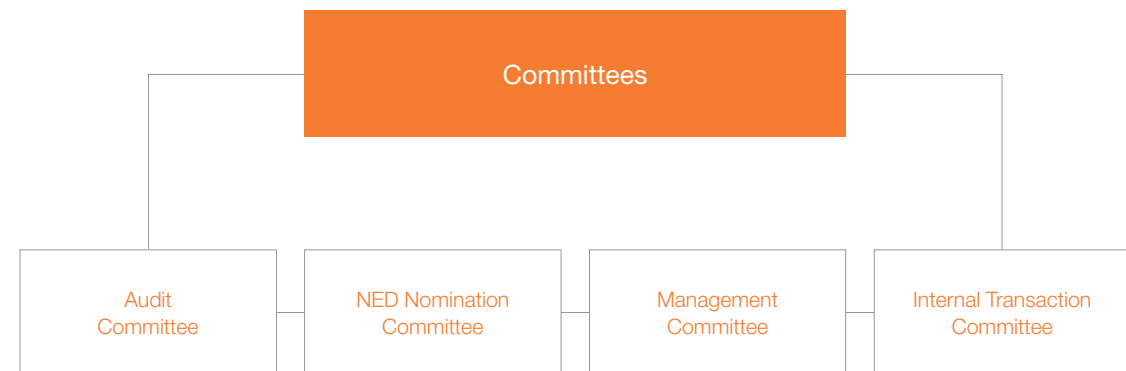 Committees
Audit
Committee
NED Nomination
Committee
Management
Committee
Internal Transaction
Committee